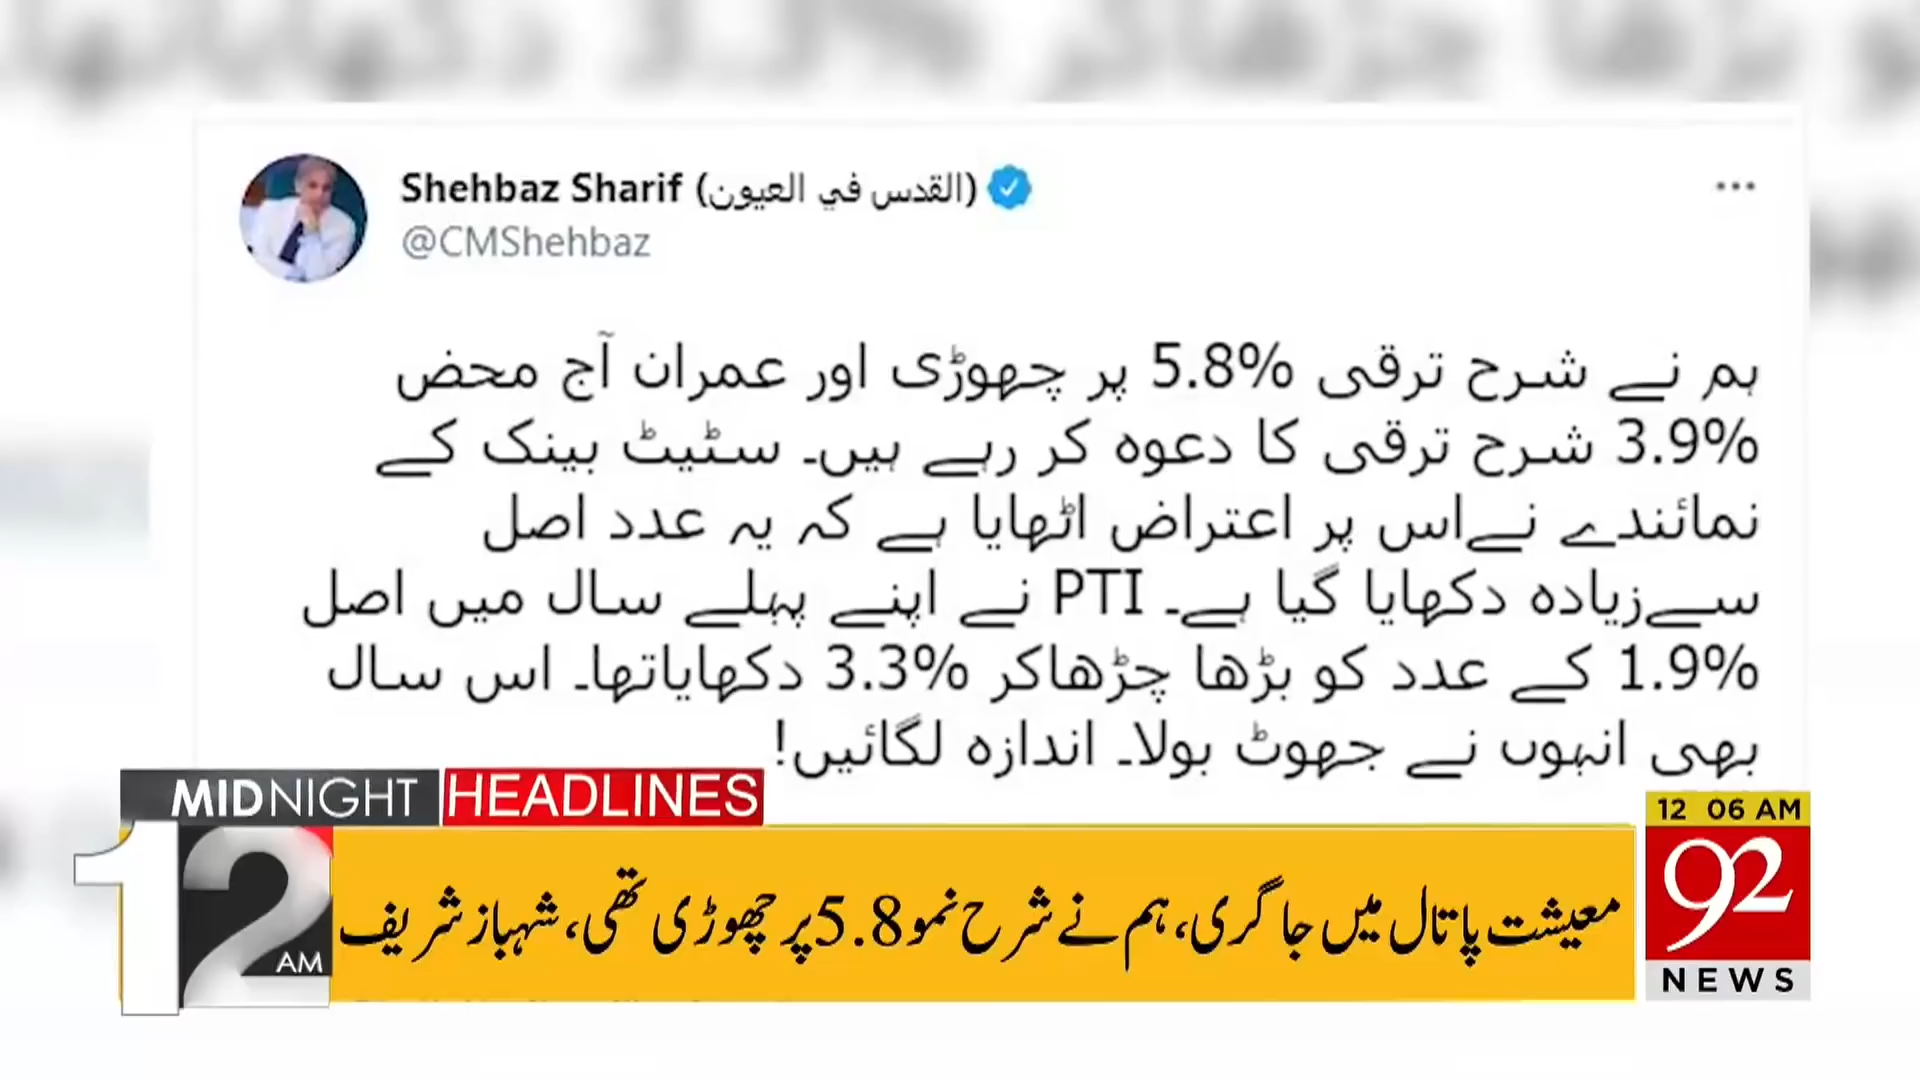 Shehbaz Sharif (القدس في العيون)
@CMShehbaz
ہم نے شرح ترقی 5.8% پر چھوڑی اور عمران آج محض
3.9% شرح ترقی کا دعوہ کر رہے ہیں۔ سٹیٹ بینک کے
نمائندے نےاس پر اعتراض اٹھایا ہے کہ یہ عدد اصل
سےزیادہ دکھایا گیا ہے۔ PTI نے اپنے پہلے سال میں اصل
1.9% کے عدد کو بڑھا چڑھاکر 3.3% دکھایاتھا۔ اس سال
بھی انہوں نے جھوٹ بولا۔ اندازہ لگائیں!
MIDNIGHT HEADLINES
12 AM
معیشت پاتال میں جا گری، ہم نے شرح نمو 5.8 پر چھوڑی تھی، شہباز شریف
12 06 AM
92
NEWS